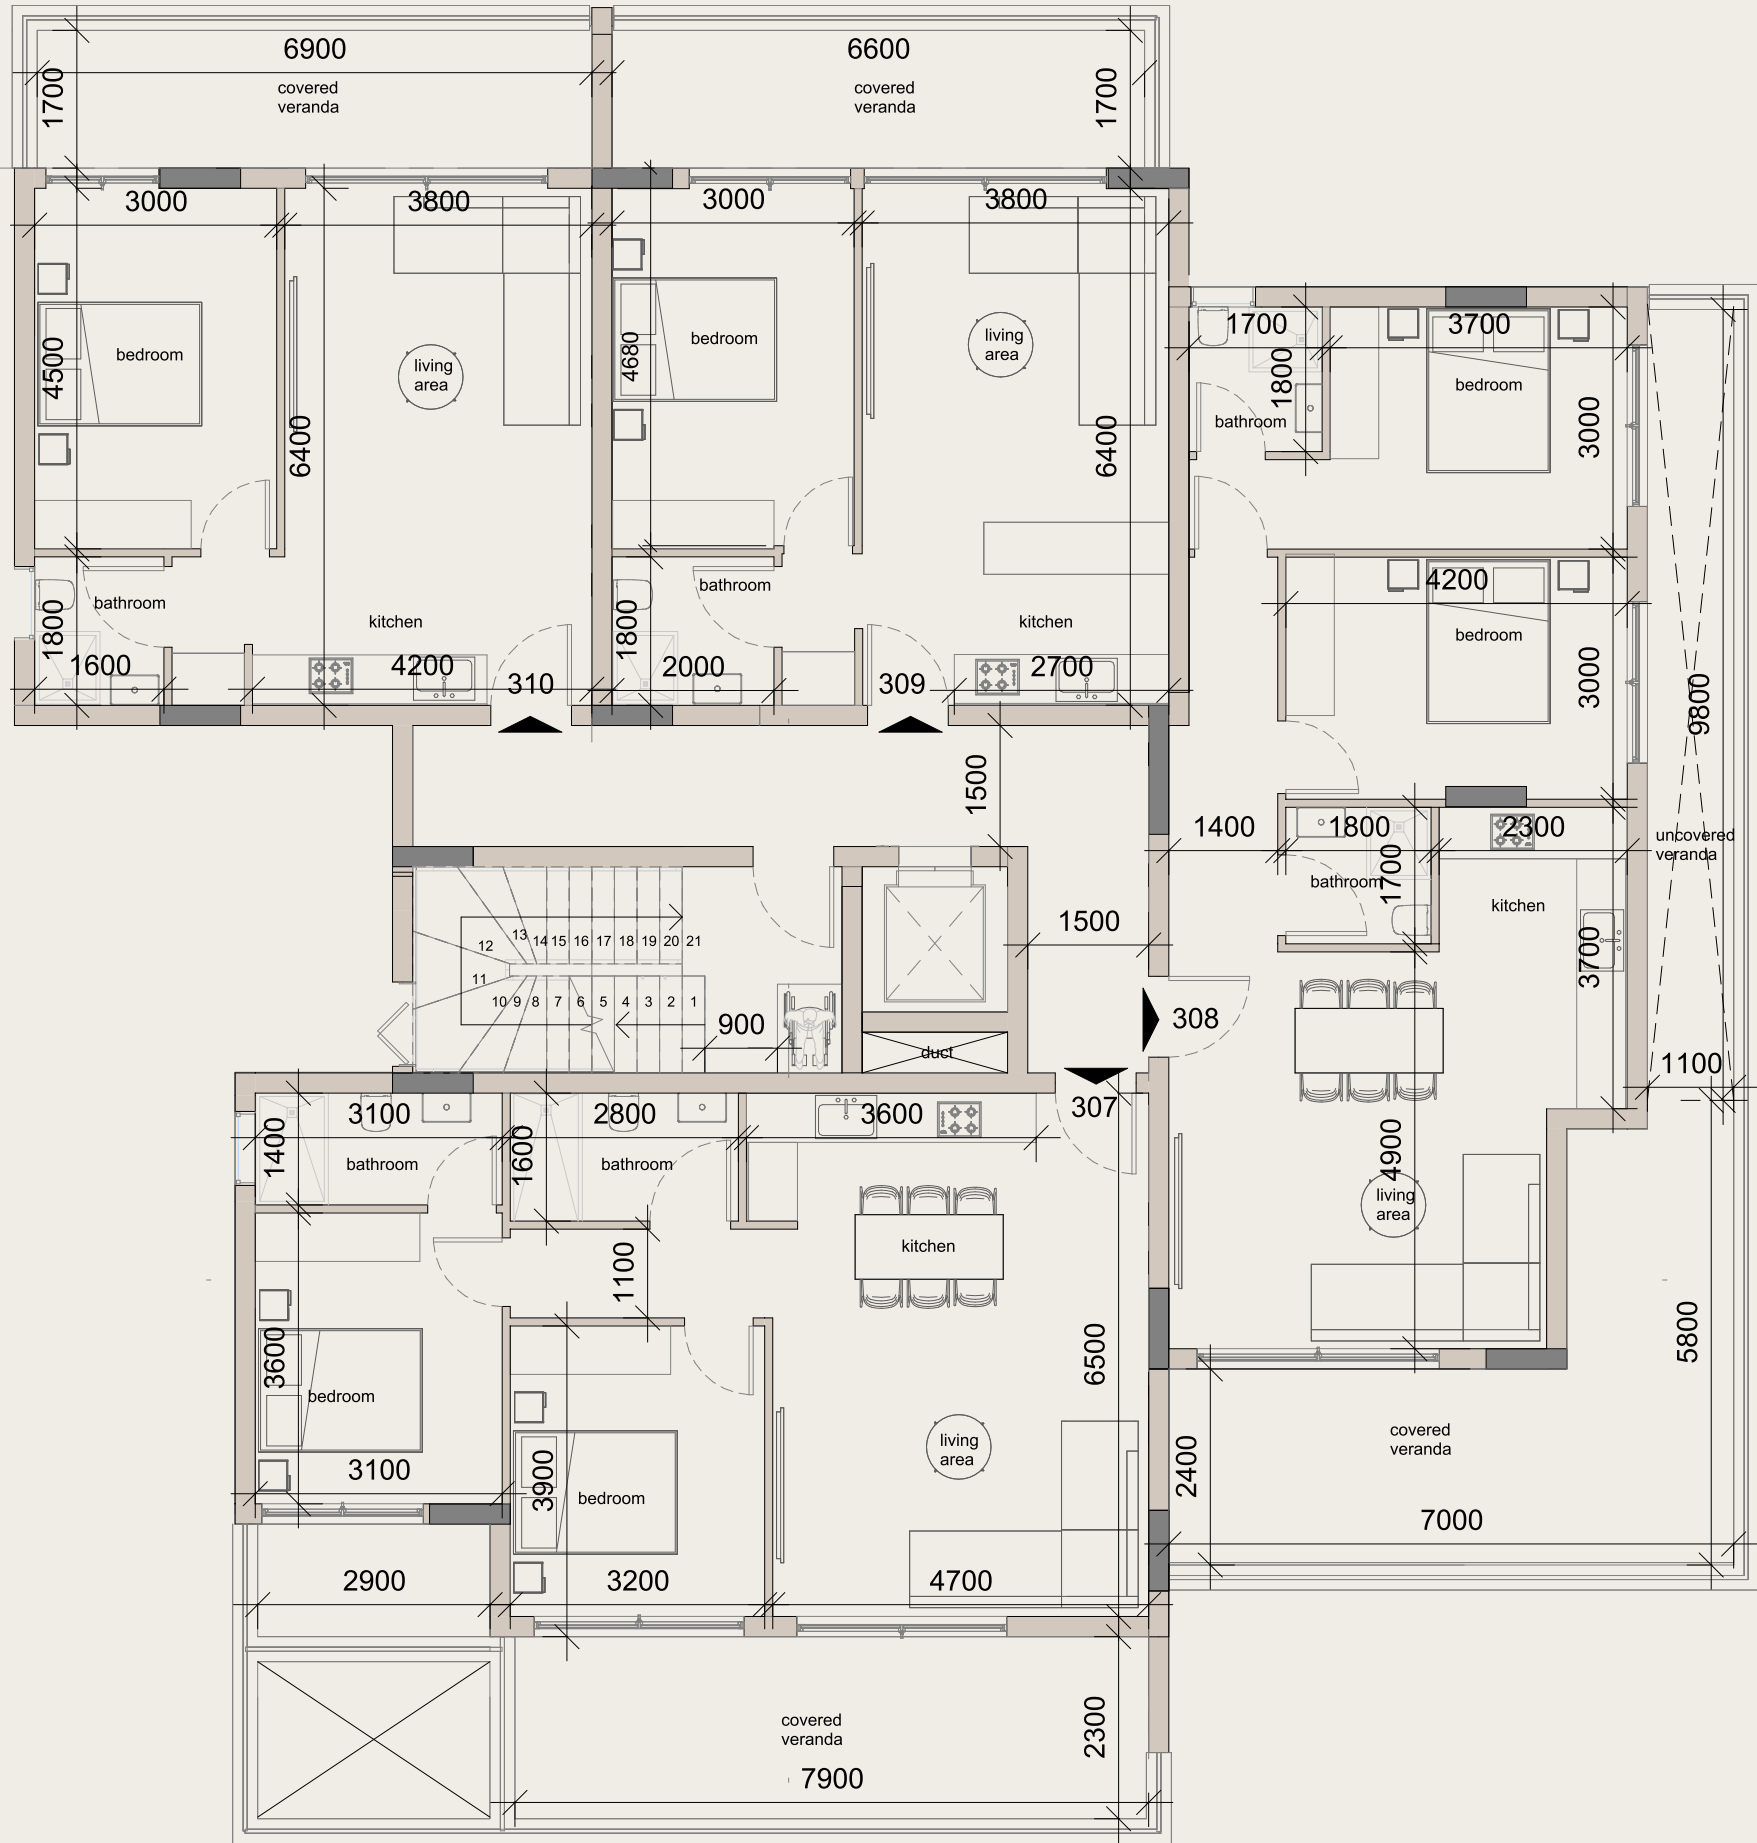 6900
6600
covered
veranda
covered
veranda
1700
1700
3000
3800
3000
3800
1700
3700
bedroom
living
area
bedroom
living
area
bedroom
4500
4680
1800
3000
bathroom
6400
6400
4200
bathroom
bathroom
bedroom
kitchen
kitchen
1800
1800
1600
4200
310
2000
309
2700
3000
9800
1500
1400
1800
2300
uncovered
veranda
bathroom
1700
kitchen
1500
3700
12
13
14
15
16
17
18
19
20
21
11
10
9
8
7
6
5
4
3
2
1
900
308
duct
1100
3100
2800
3600
307
1400
bathroom
1600
bathroom
4900
living
area
kitchen
1100
3600
bedroom
6500
5800
living
area
covered
veranda
3100
3900
bedroom
2400
7000
2900
3200
4700
covered
veranda
2300
7900